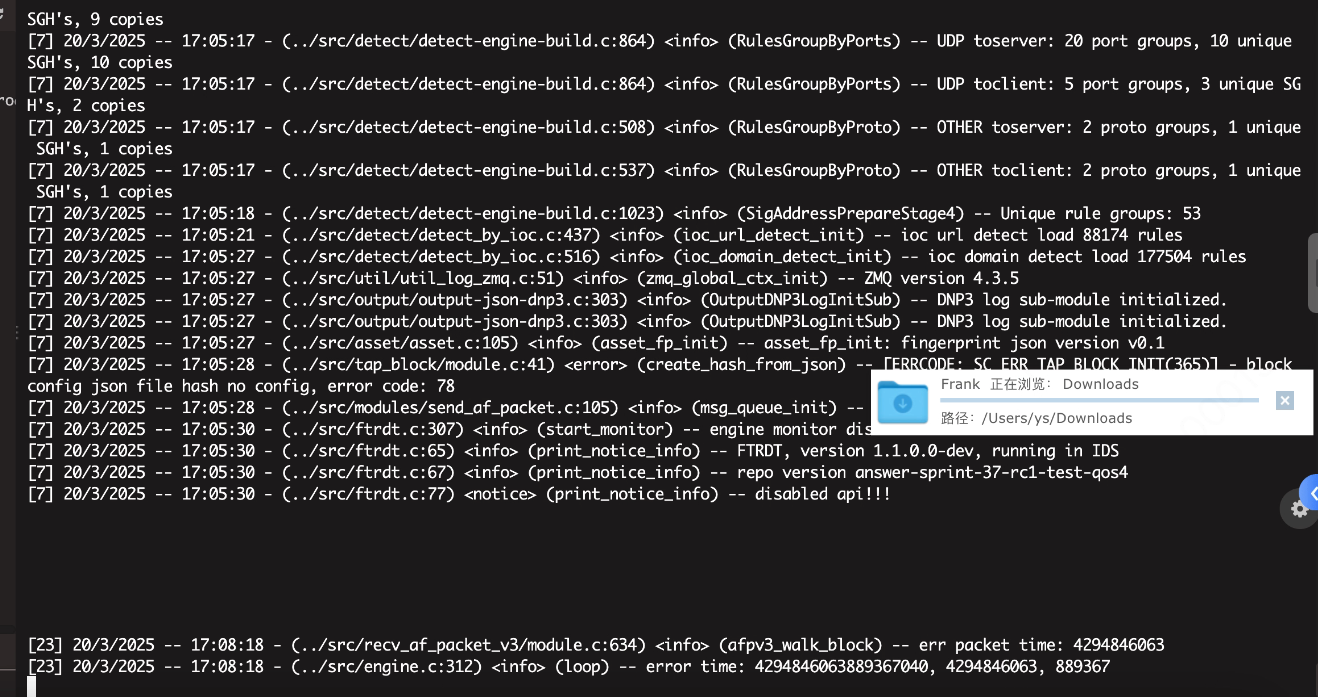 SGH's, 9 copies
[7] 20/3/2025 -- 17:05:17 - (../src/detect/detect-engine-build.c:864) <info> (RulesGroupByPorts) -- UDP toserver: 20 port groups, 10 unique
SGH's, 10 copies
[7] 20/3/2025 -- 17:05:17 - (../src/detect/detect-engine-build.c:864) <info> (RulesGroupByPorts) -- UDP toclient: 5 port groups, 3 unique SG
H's, 2 copies
[7] 20/3/2025 -- 17:05:17 - (../src/detect/detect-engine-build.c:508) <info> (RulesGroupByProto) -- OTHER toserver: 2 proto groups, 1 unique
SGH's, 1 copies
[7] 20/3/2025 -- 17:05:17 - (../src/detect/detect-engine-build.c:537) <info> (RulesGroupByProto) -- OTHER toclient: 2 proto groups, 1 unique
SGH's, 1 copies
[7] 20/3/2025 -- 17:05:18 - (../src/detect/detect-engine-build.c:1023) <info> (SigAddressPrepareStage4) -- Unique rule groups: 53
[7] 20/3/2025 -- 17:05:21 - (../src/detect/detect_by_ioc.c:437) <info> (ioc_url_detect_init) -- ioc url detect load 88174 rules
[7] 20/3/2025 -- 17:05:27 - (../src/detect/detect_by_ioc.c:516) <info> (ioc_domain_detect_init) -- ioc domain detect load 177504 rules
[7] 20/3/2025 -- 17:05:27 - (../src/util/util_log_zmq.c:51) <info> (zmq_global_ctx_init) -- ZMQ version 4.3.5
[7] 20/3/2025 -- 17:05:27 - (../src/output/output-json-dnp3.c:303) <info> (OutputDNP3LogInitSub) -- DNP3 log sub-module initialized.
[7] 20/3/2025 -- 17:05:27 - (../src/output/output-json-dnp3.c:303) <info> (OutputDNP3LogInitSub) -- DNP3 log sub-module initialized.
[7] 20/3/2025 -- 17:05:27 - (../src/asset/asset.c:105) <info> (asset_fp_init) -- asset_fp_init: fingerprint json version v0.1
[7] 20/3/2025 -- 17:05:28 - (../src/tap_block/module.c:41) <error> (create_hash_from_json) -- [ERRCODE: SC_ERR_TAP_BLOCK_INIT(365)] - block
config json file hash no config, error code: 78
[7] 20/3/2025 -- 17:05:28 - (../src/modules/send_af_packet.c:105) <info> (msg_queue_init) --
[7] 20/3/2025 -- 17:05:30 - (../src/ftrdt.c:307) <info> (start_monitor) -- engine monitor dis
[7] 20/3/2025 -- 17:05:30 - (../src/ftrdt.c:65) <info> (print_notice_info) -- FTRDT, version 1.1.0.0-dev, running in IDS
[7] 20/3/2025 -- 17:05:30 - (../src/ftrdt.c:67) <info> (print_notice_info) -- repo version answer-sprint-37-rc1-test-qos4
[7] 20/3/2025 -- 17:05:30 - (../src/ftrdt.c:77) <notice> (print_notice_info) -- disabled api!!!
Frank 正在浏览： Downloads
路径：/Users/ys/Downloads
[23] 20/3/2025 -- 17:08:18 - (../src/recv_af_packet_v3/module.c:634) <info> (afpv3_walk_block) -- err packet time: 4294846063
[23] 20/3/2025 -- 17:08:18 - (../src/engine.c:312) <info> (loop) -- error time: 4294846063889367040, 4294846063, 889367